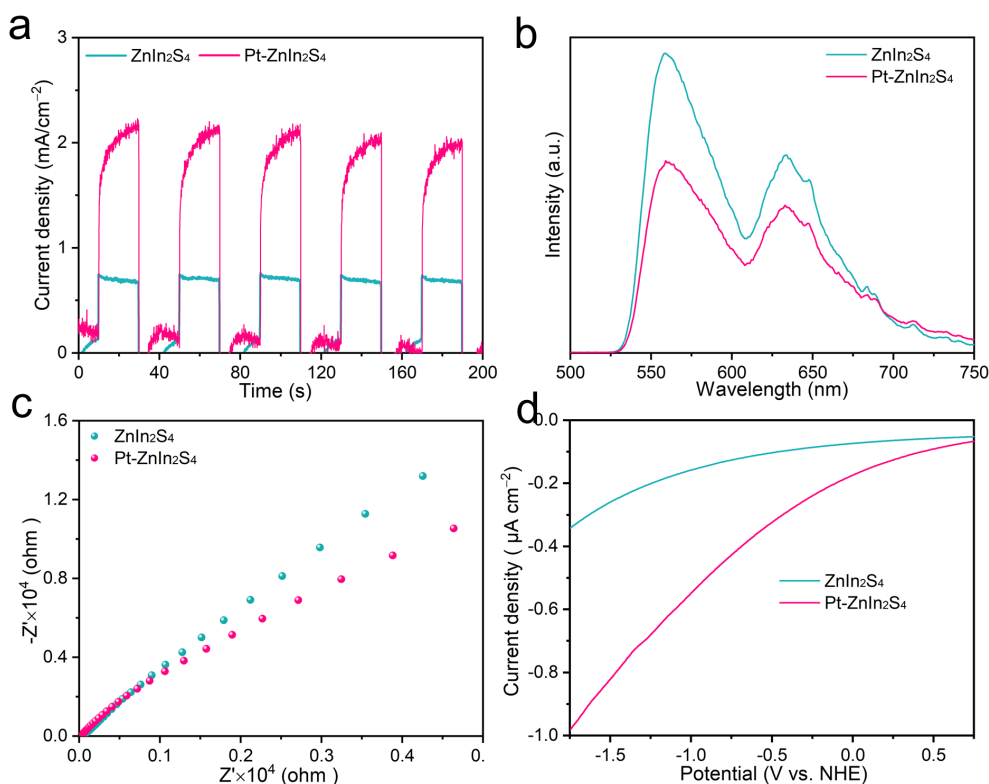 a
ZnIn₂S₄ Pt-ZnIn₂S₄
Current density (mA/cm⁻²)
3
2
1
0
0 40 80 120 160 200
Time (s)
b
ZnIn₂S₄
Pt-ZnIn₂S₄
Intensity (a.u.)
500 550 600 650 700 750
Wavelength (nm)
c
ZnIn₂S₄
Pt-ZnIn₂S₄
-Z'×10⁴ (ohm )
1.6
1.2
0.8
0.4
0.0
0.0 0.1 0.2 0.3 0.4 0.
Z'×10⁴ (ohm )
d
ZnIn₂S₄
Pt-ZnIn₂S₄
Current density ( µA cm⁻²)
0.0
-0.2
-0.4
-0.6
-0.8
-1.0
-1.5 -1.0 -0.5 0.0 0.5
Potential (V vs. NHE)